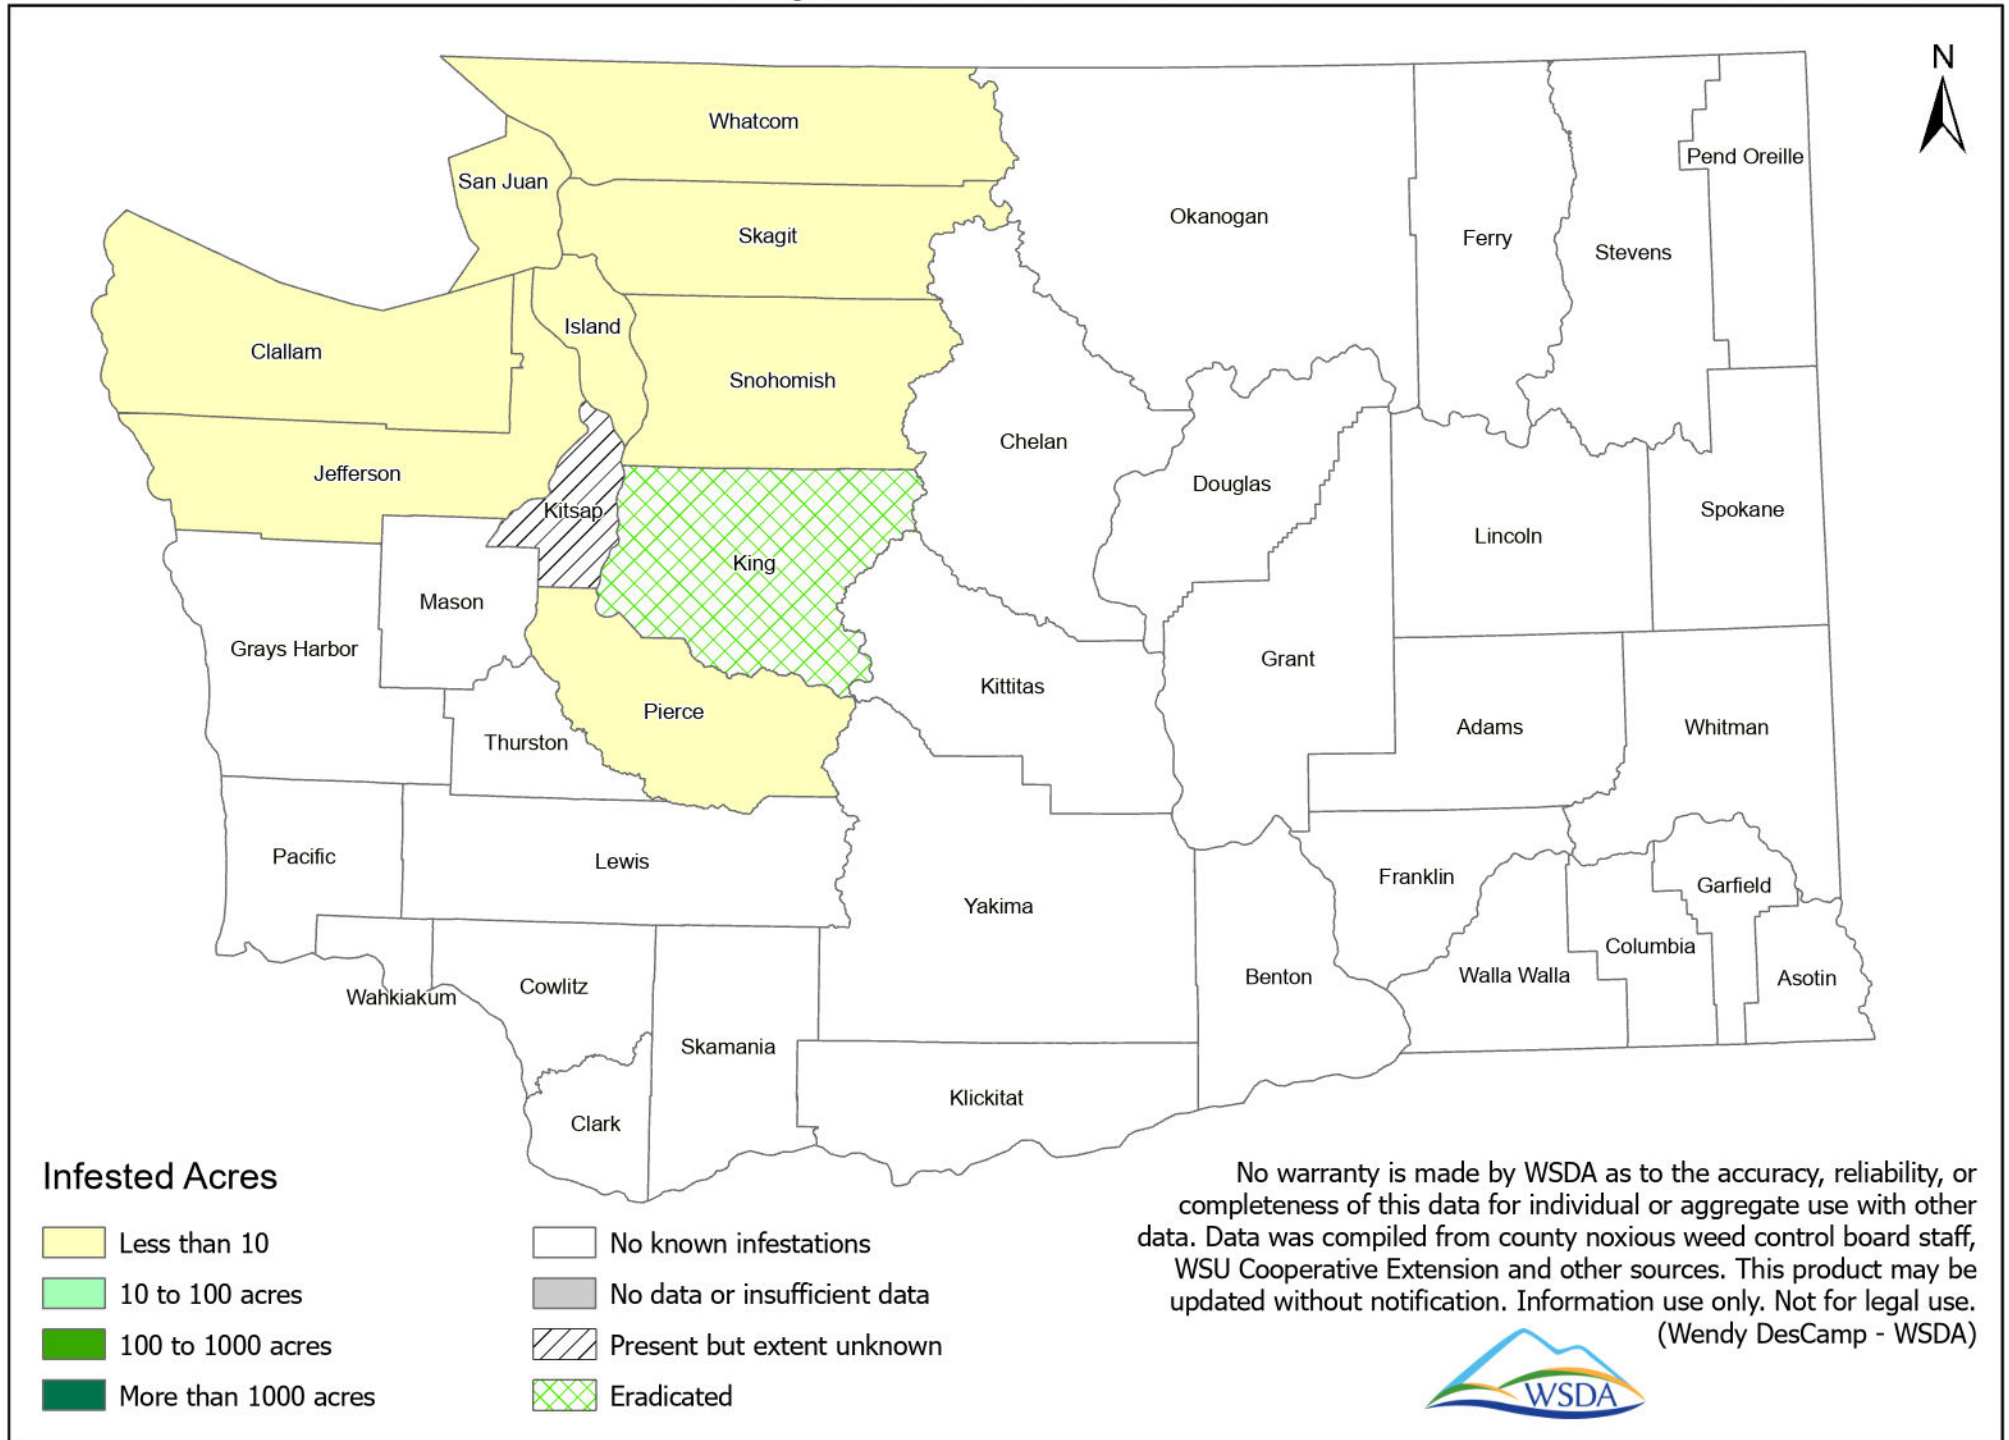 N
Whatcom
Pend Oreille
San Juan
Okanogan
Skagit
Ferry
Stevens
Island
Clallam
Snohomish
Chelan
Jefferson
Douglas
Kitsap
Spokane
Lincoln
King
Mason
Grays Harbor
Grant
Kittitas
Pierce
Adams
Whitman
Thurston
Pacific
Lewis
Franklin
Garfield
Yakima
Columbia
Walla Walla
Benton
Asotin
Cowlitz
Wahkiakum
Skamania
Klickitat
Clark
Infested Acres
Less than 10
10 to 100 acres
100 to 1000 acres
More than 1000 acres
No known infestations
No data or insufficient data
Present but extent unknown
Eradicated
No warranty is made by WSDA as to the accuracy, reliability, or
completeness of this data for individual or aggregate use with other
data. Data was compiled from county noxious weed control board staff,
WSU Cooperative Extension and other sources. This product may be
updated without notification. Information use only. Not for legal use.
(Wendy DesCamp - WSDA)
WSDA